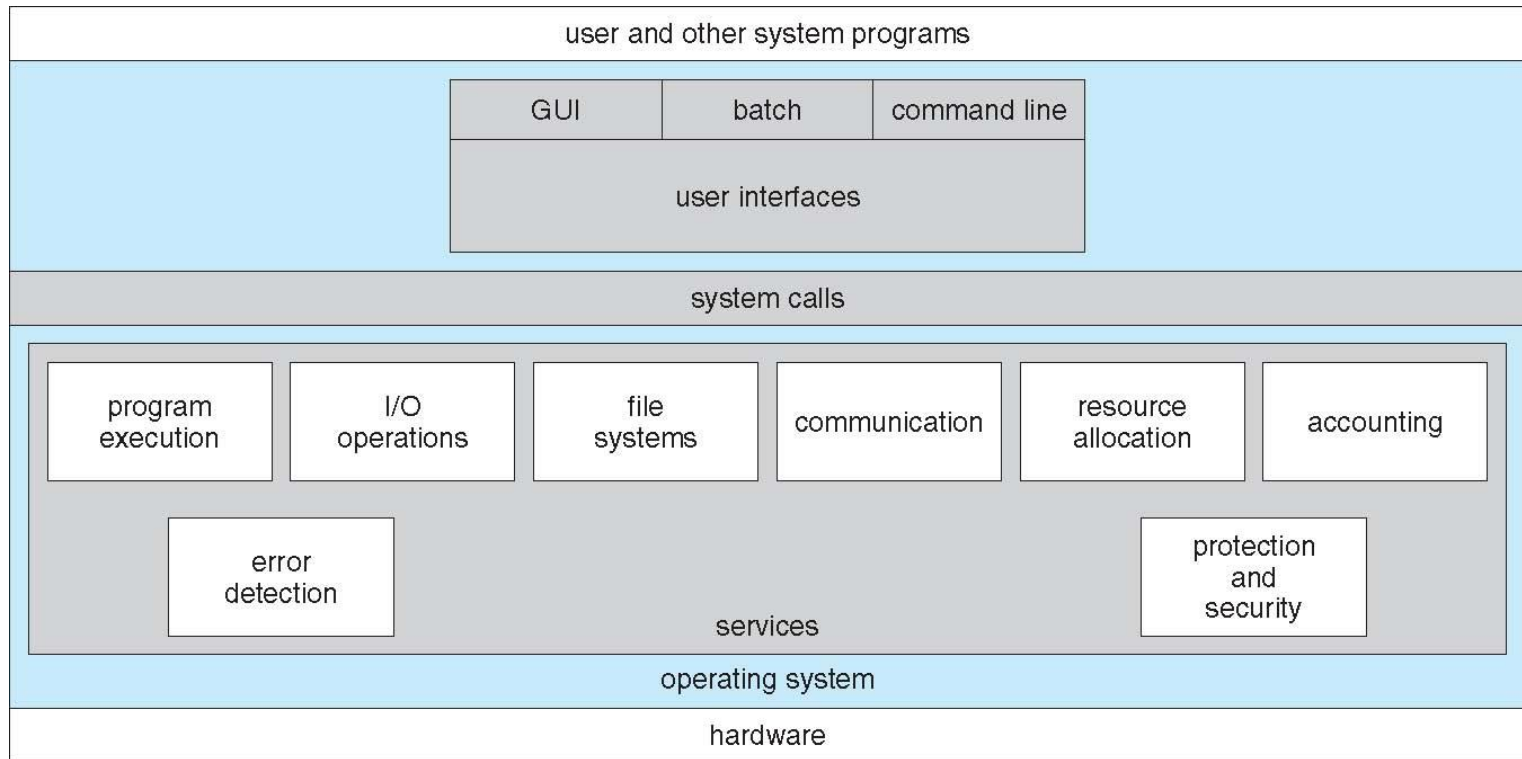 user and other system programs
GUI
batch
command line
user interfaces
system calls
program
execution
I/O
operations
file
systems
communication
resource
allocation
accounting
error
detection
protection
and
security
services
operating system
hardware